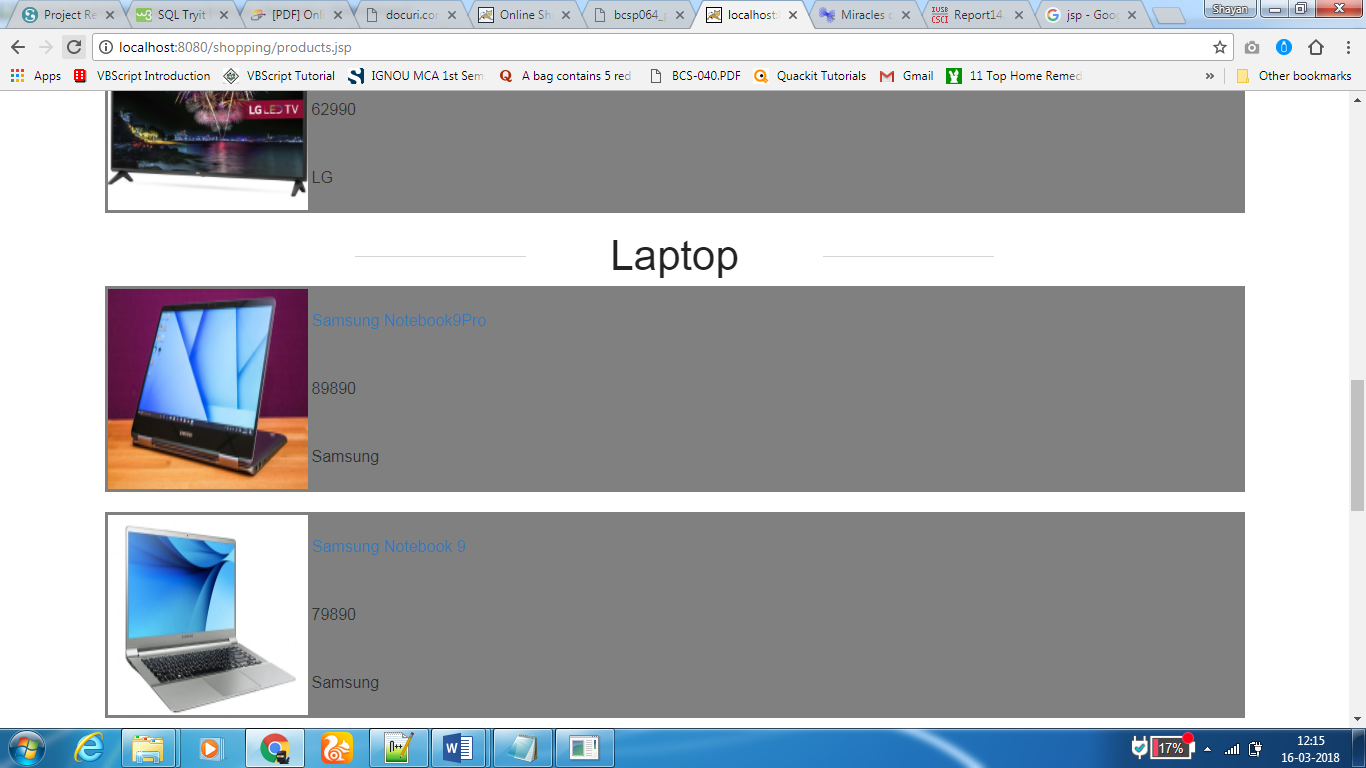 Project Re
SQL Tryit
[PDF] Onl
docuri.cor
Online Sh
bcsp064_
localhost:
Miracles
IUSB CSCI
Report14
jsp - Goo
Shayan
localhost:8080/shopping/products.jsp
Apps
VBScript Introduction
VBScript Tutorial
IGNOU MCA 1st Sem
A bag contains 5 red
BCS-040.PDF
Quackit Tutorials
Gmail
11 Top Home Remed
»
Other bookmarks
LG LED TV
62990
LG
Laptop
Samsung Notebook9Pro
89890
Samsung
Samsung Notebook 9
79890
Samsung
17%
12:15
16-03-2018